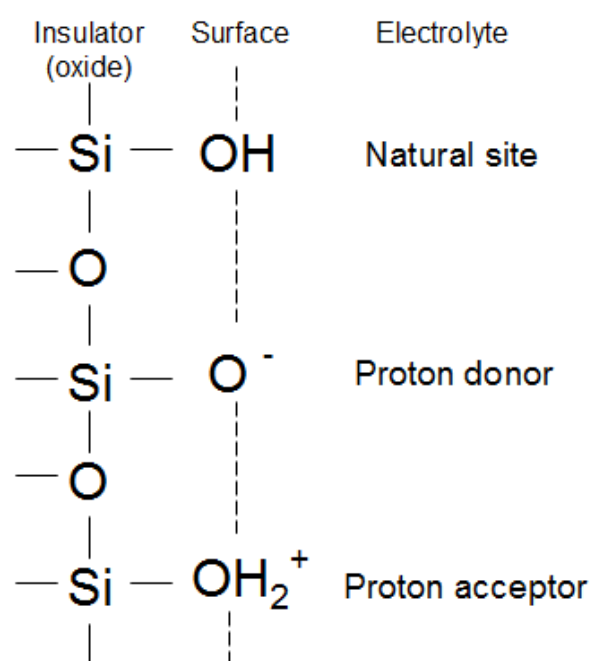 Insulator Surface Electrolyte
(oxide)
Si OH Natural site
O
Si O⁻ Proton donor
O
Si OH₂⁺ Proton acceptor